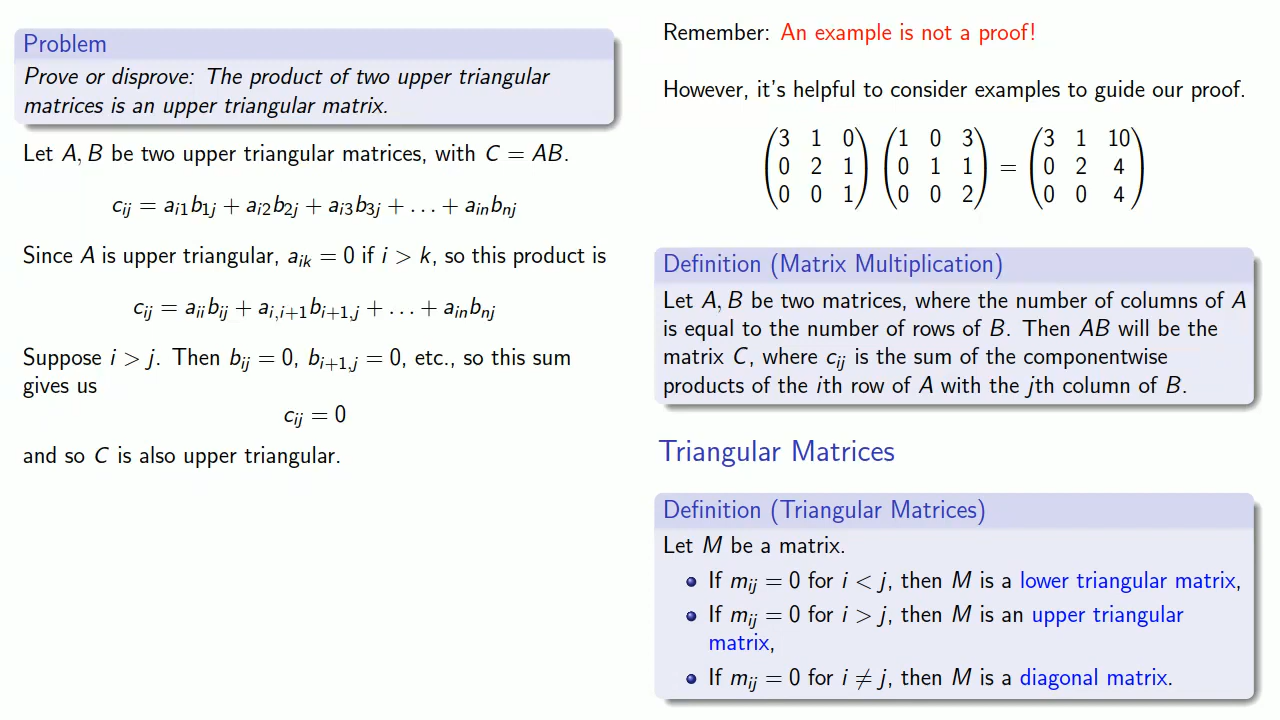 Problem
Prove or disprove: The product of two upper triangular
matrices is an upper triangular matrix.
Let A, B be two upper triangular matrices, with C = AB.
c_ij = a_i1 b_1j + a_i2 b_2j + a_i3 b_3j + … + a_in b_nj
Since A is upper triangular, a_ik = 0 if i > k, so this product is
c_ij = a_ii b_ij + a_i,i+1 b_i+1,j + … + a_in b_nj
Suppose i > j. Then b_ij = 0, b_i+1,j = 0, etc., so this sum
gives us
c_ij = 0
and so C is also upper triangular.
Remember: An example is not a proof!
However, it's helpful to consider examples to guide our proof.
(3 1 0) (1 0 3) (3 1 10)
(0 2 1) (0 1 1) = (0 2 4)
(0 0 1) (0 0 2) (0 0 4)
Definition (Matrix Multiplication)
Let A, B be two matrices, where the number of columns of A
is equal to the number of rows of B. Then AB will be the
matrix C, where c_ij is the sum of the componentwise
products of the ith row of A with the jth column of B.
Triangular Matrices
Definition (Triangular Matrices)
Let M be a matrix.
• If m_ij = 0 for i < j, then M is a lower triangular matrix,
• If m_ij = 0 for i > j, then M is an upper triangular
matrix,
• If m_ij = 0 for i ≠ j, then M is a diagonal matrix.